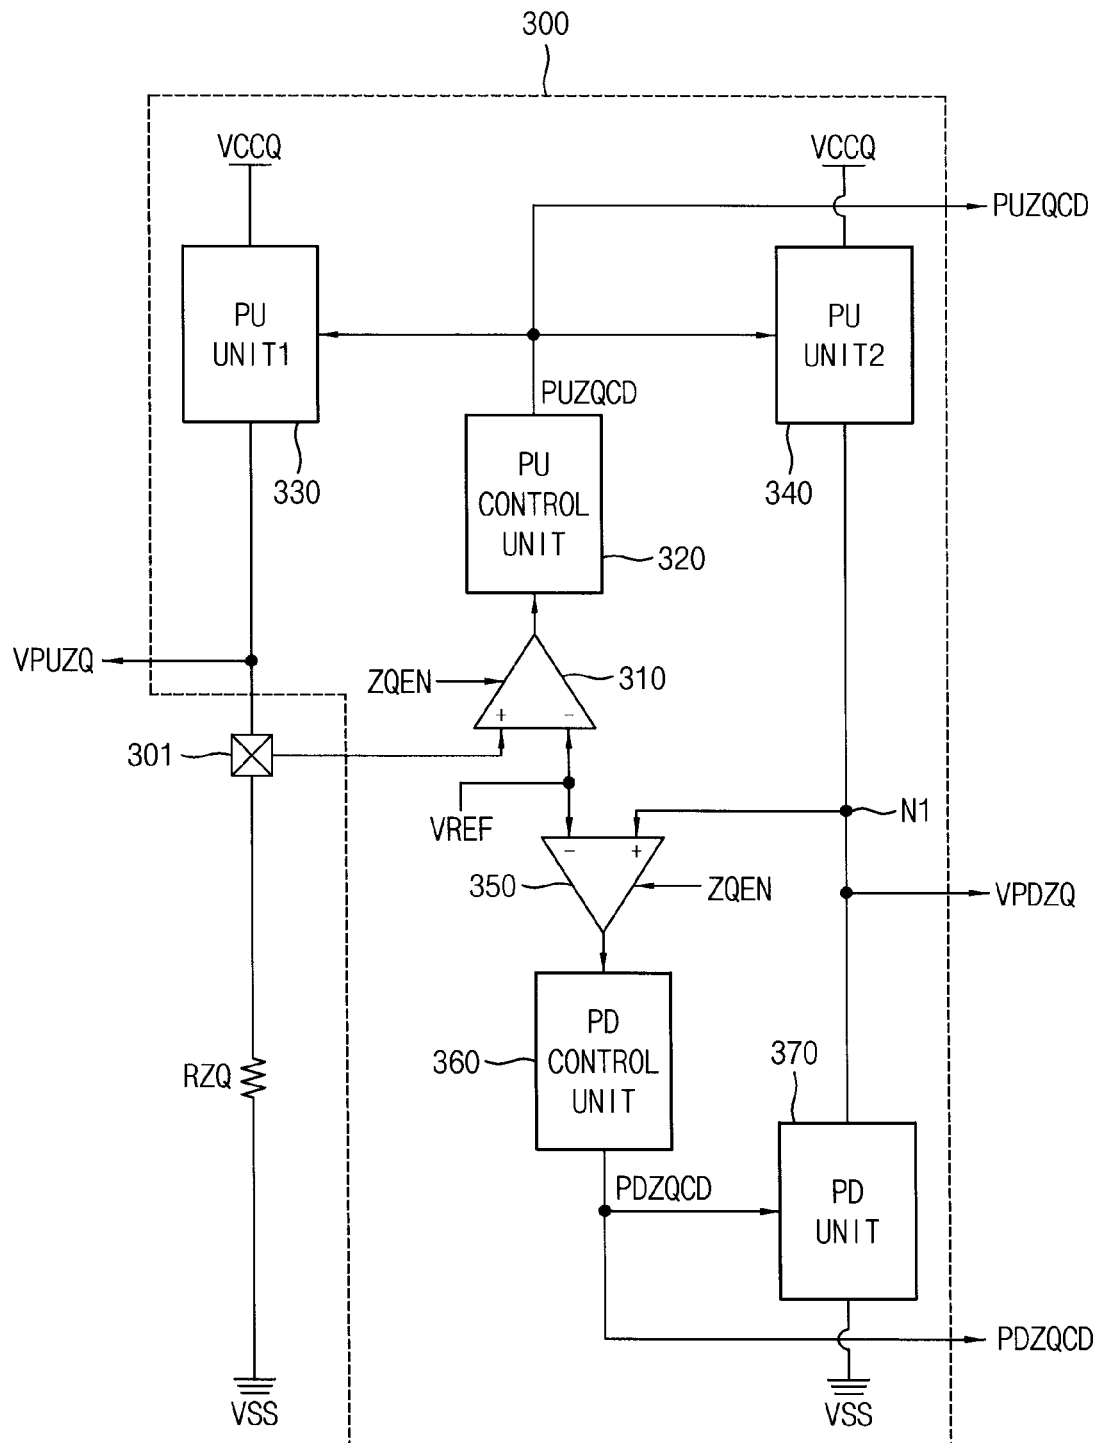 300
VCCQ
VCCQ
PUZQCD
PU
UNIT1
PU
UNIT2
PUZQCD
330
340
PU
CONTROL
UNIT
320
VPUZQ
ZQEN
310
+
-
301
VREF
N1
-
+
350
ZQEN
VPDZQ
PD
CONTROL
UNIT
360
370
RZQ
PDZQCD
PD
UNIT
PDZQCD
VSS
VSS